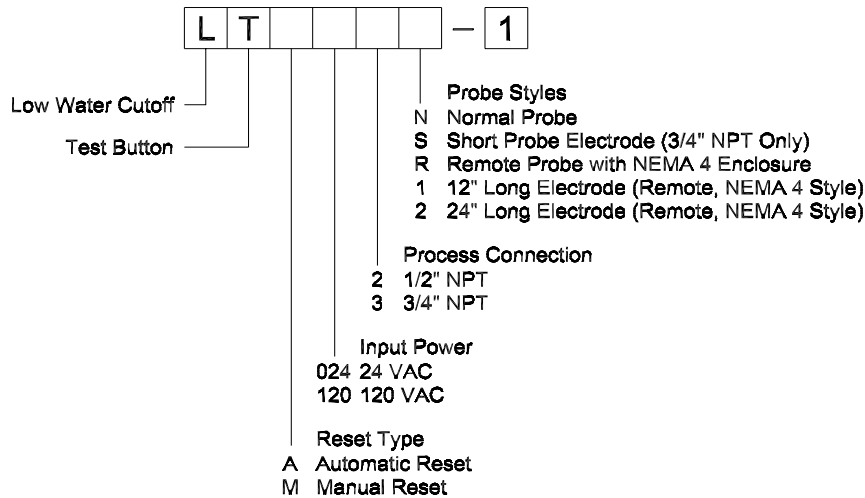 L T - 1
Low Water Cutoff
Test Button
Probe Styles
N Normal Probe
S Short Probe Electrode (3/4" NPT Only)
R Remote Probe with NEMA 4 Enclosure
1 12" Long Electrode (Remote, NEMA 4 Style)
2 24" Long Electrode (Remote, NEMA 4 Style)
Process Connection
2 1/2" NPT
3 3/4" NPT
Input Power
024 24 VAC
120 120 VAC
Reset Type
A Automatic Reset
M Manual Reset